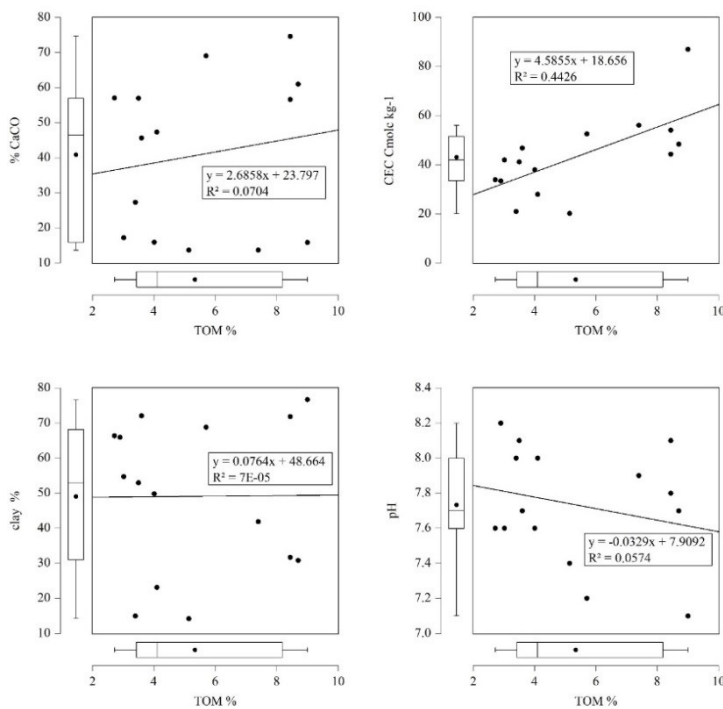 80
70
60
50
40
30
20
10
% CaCO
y = 2.6858x + 23.797
R² = 0.0704
2 4 6 8 10
TOM %
100
80
60
40
20
0
CEC Cmolc kg-1
y = 4.5855x + 18.656
R² = 0.4426
2 4 6 8 10
TOM %
80
70
60
50
40
30
20
10
clay %
y = 0.0764x + 48.664
R² = 7E-05
2 4 6 8 10
TOM %
8.4
8.2
8.0
7.8
7.6
7.4
7.2
7.0
pH
y = -0.0329x + 7.9092
R² = 0.0574
2 4 6 8 10
TOM %